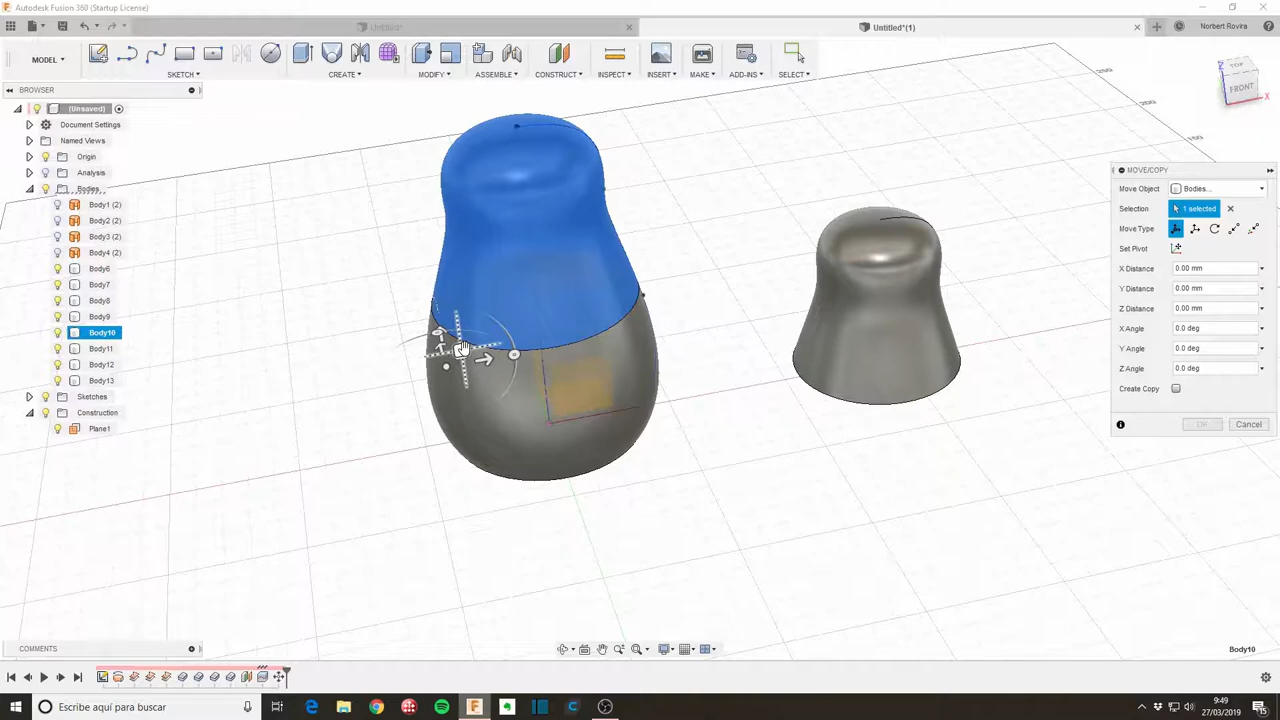 Autodesk Fusion 360 (Startup License)
Untitled*
Untitled*(1)
Norbert Rovira
MODEL
SKETCH
CREATE
MODIFY
ASSEMBLE
CONSTRUCT
INSPECT
INSERT
MAKE
ADD-INS
SELECT
BROWSER
(Unsaved)
Document Settings
Named Views
Origin
Analysis
Bodies
Body1 (2)
Body2 (2)
Body3 (2)
Body4 (2)
Body6
Body7
Body8
Body9
Body10
Body11
Body12
Body13
Sketches
Construction
Plane1
TOP
FRONT
Z
X
MOVE/COPY
Move Object Bodies...
Selection 1 selected
Move Type
Set Pivot
X Distance 0.00 mm
Y Distance 0.00 mm
Z Distance 0.00 mm
X Angle 0.0 deg
Y Angle 0.0 deg
Z Angle 0.0 deg
Create Copy
OK Cancel
COMMENTS
Body10
Escribe aquí para buscar
9:49
27/03/2019
15